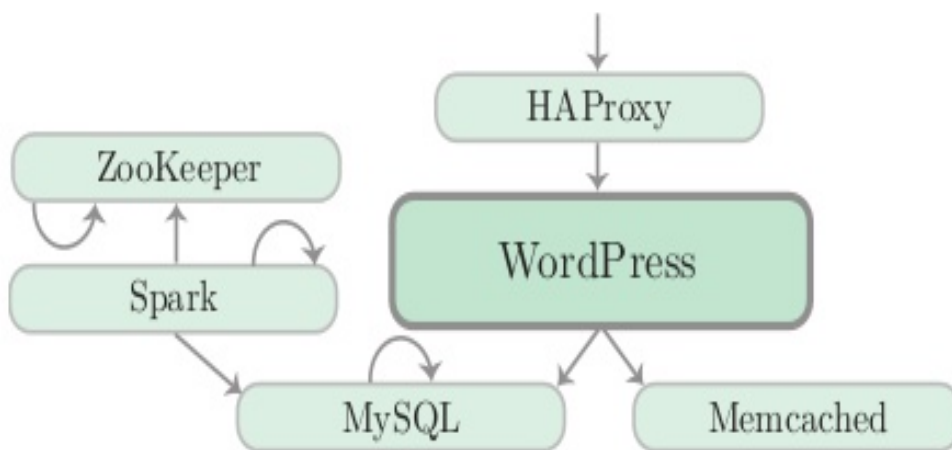 HAProxy
ZooKeeper
WordPress
Spark
MySQL
Memcached